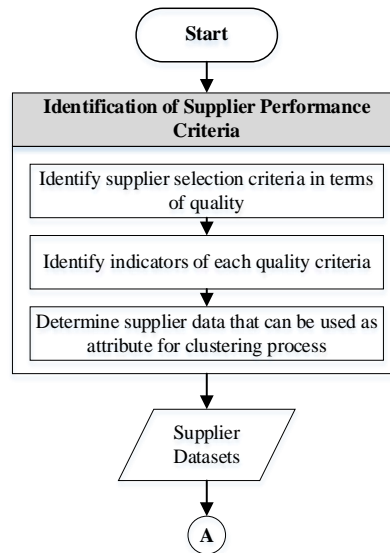 Start
Identification of Supplier Performance
Criteria
Identify supplier selection criteria in terms
of quality
Identify indicators of each quality criteria
Determine supplier data that can be used as
attribute for clustering process
Supplier
Datasets
A